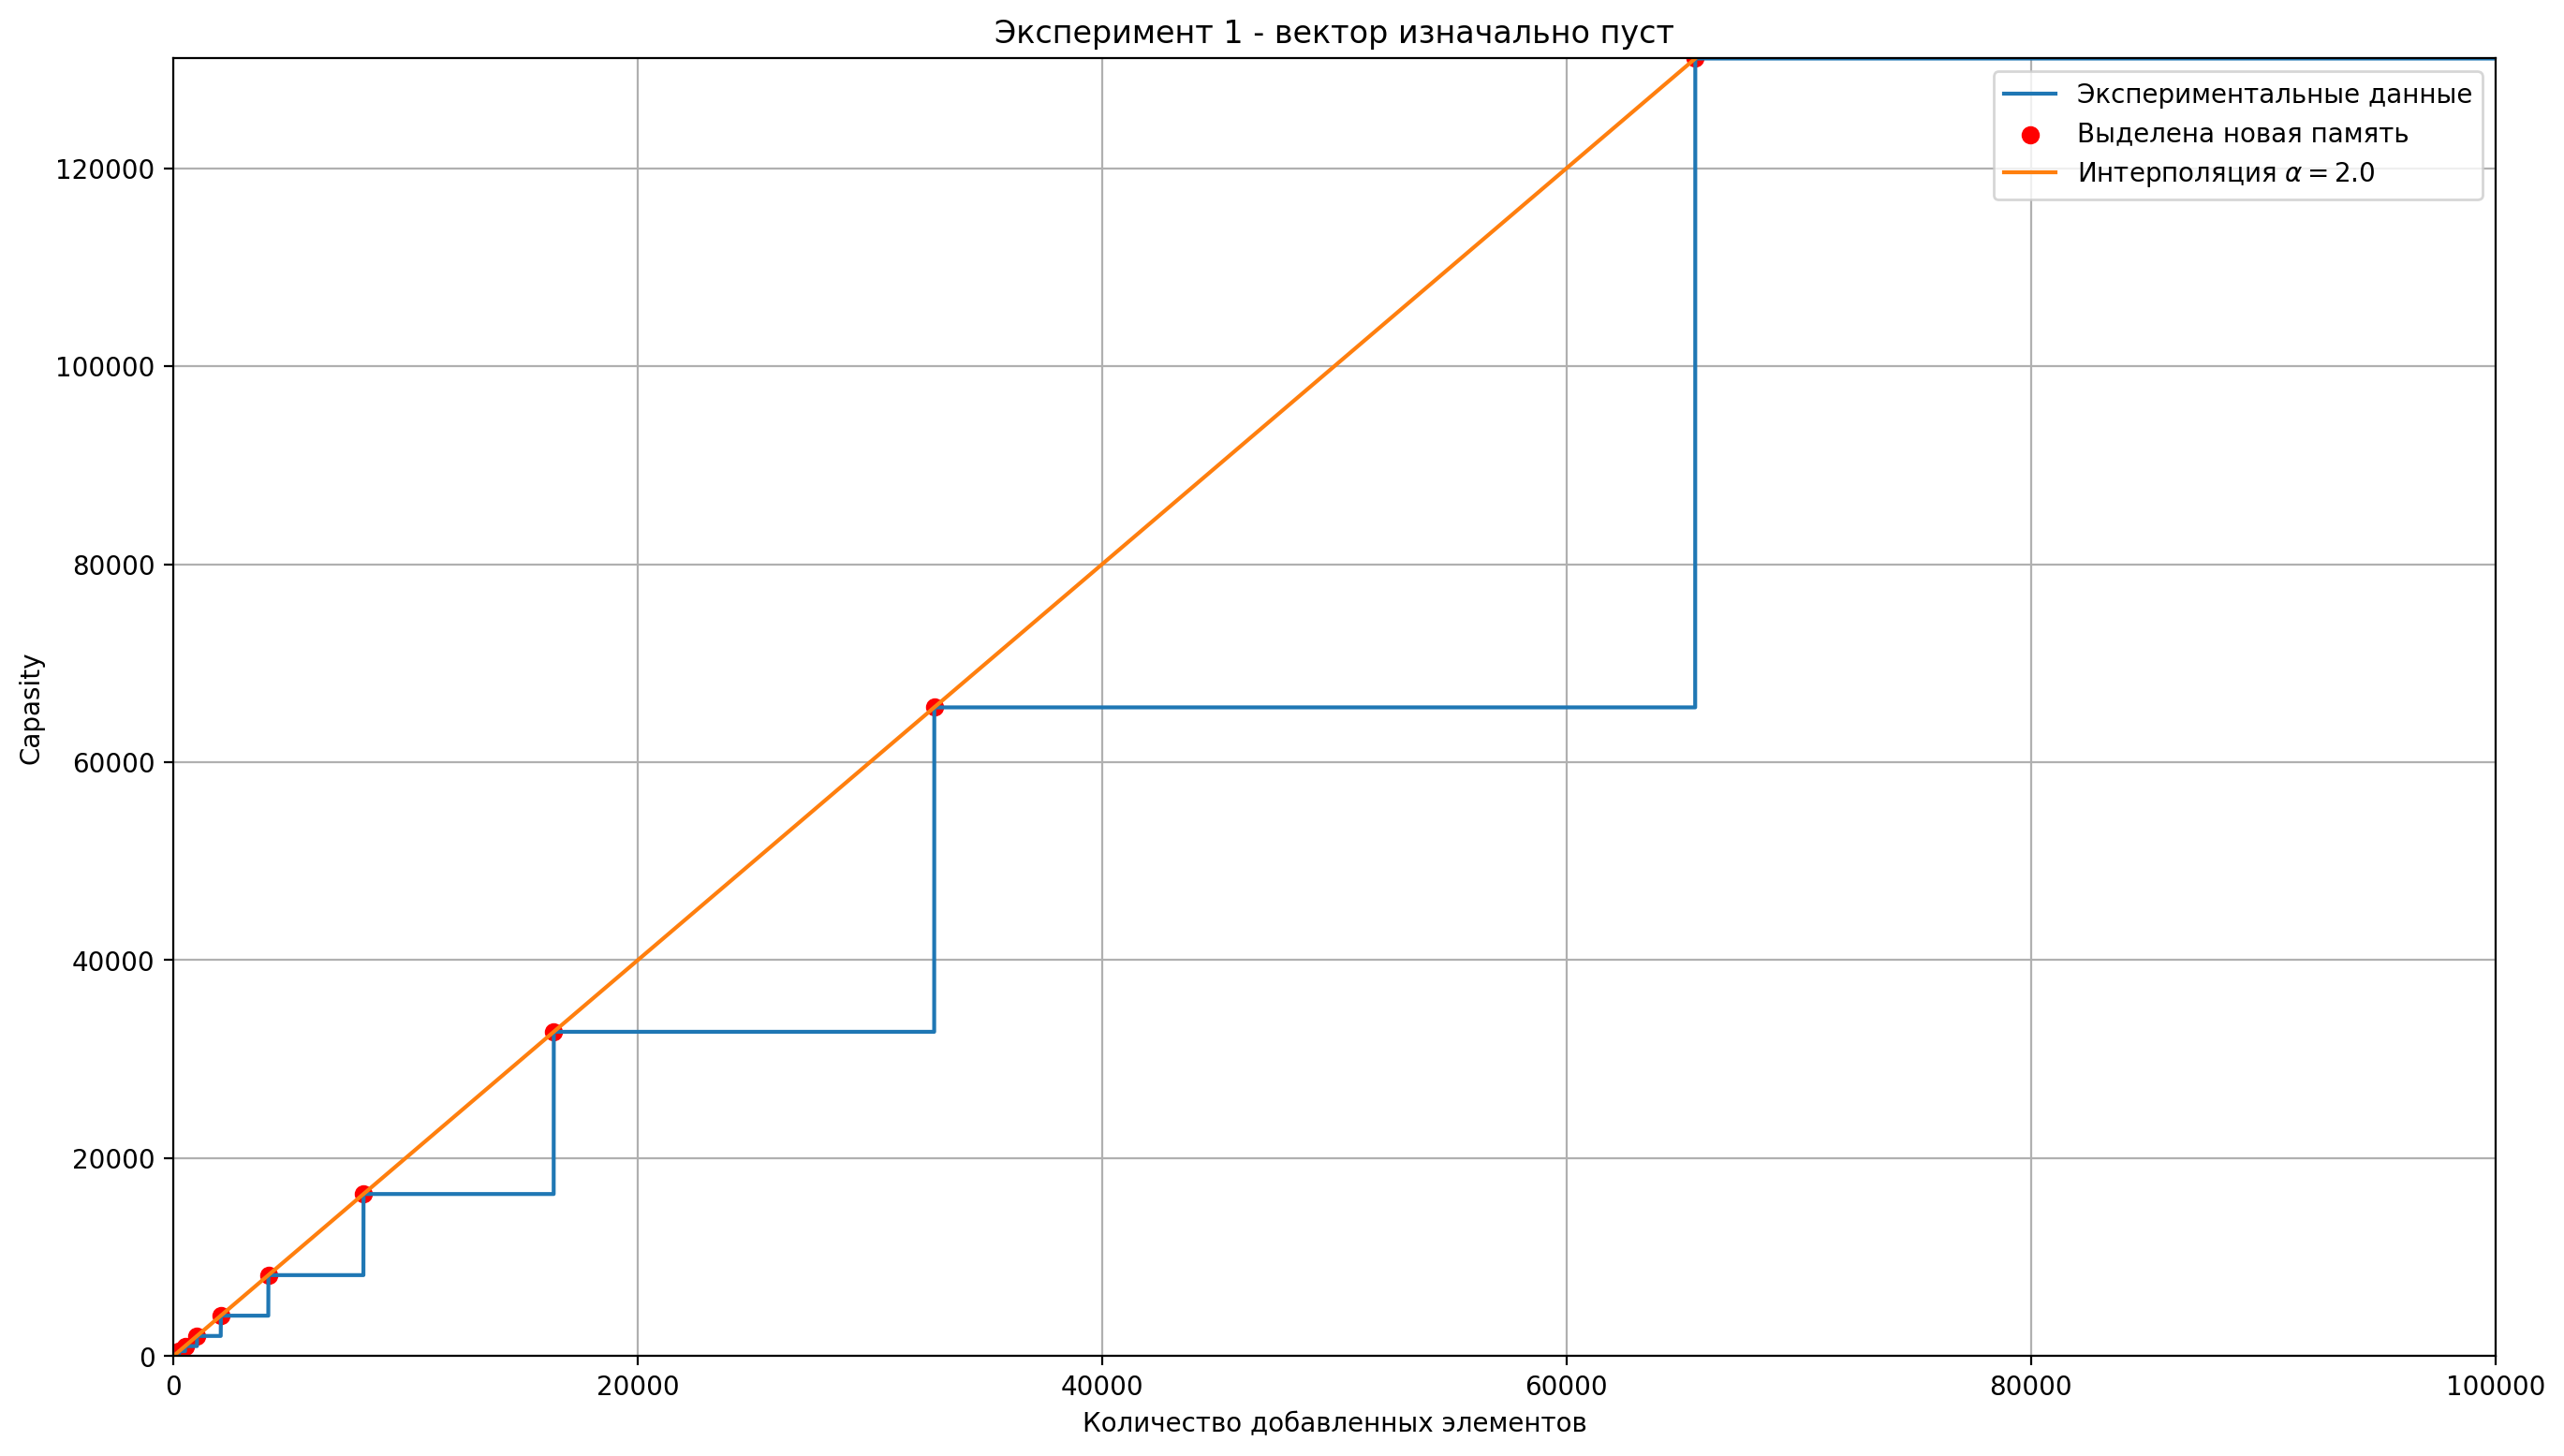 Эксперимент 1 - вектор изначально пуст
Экспериментальные данные
Выделена новая память
Интерполяция α = 2.0
Capasity
120000
100000
80000
60000
40000
20000
0
0 20000 40000 60000 80000 100000
Количество добавленных элементов